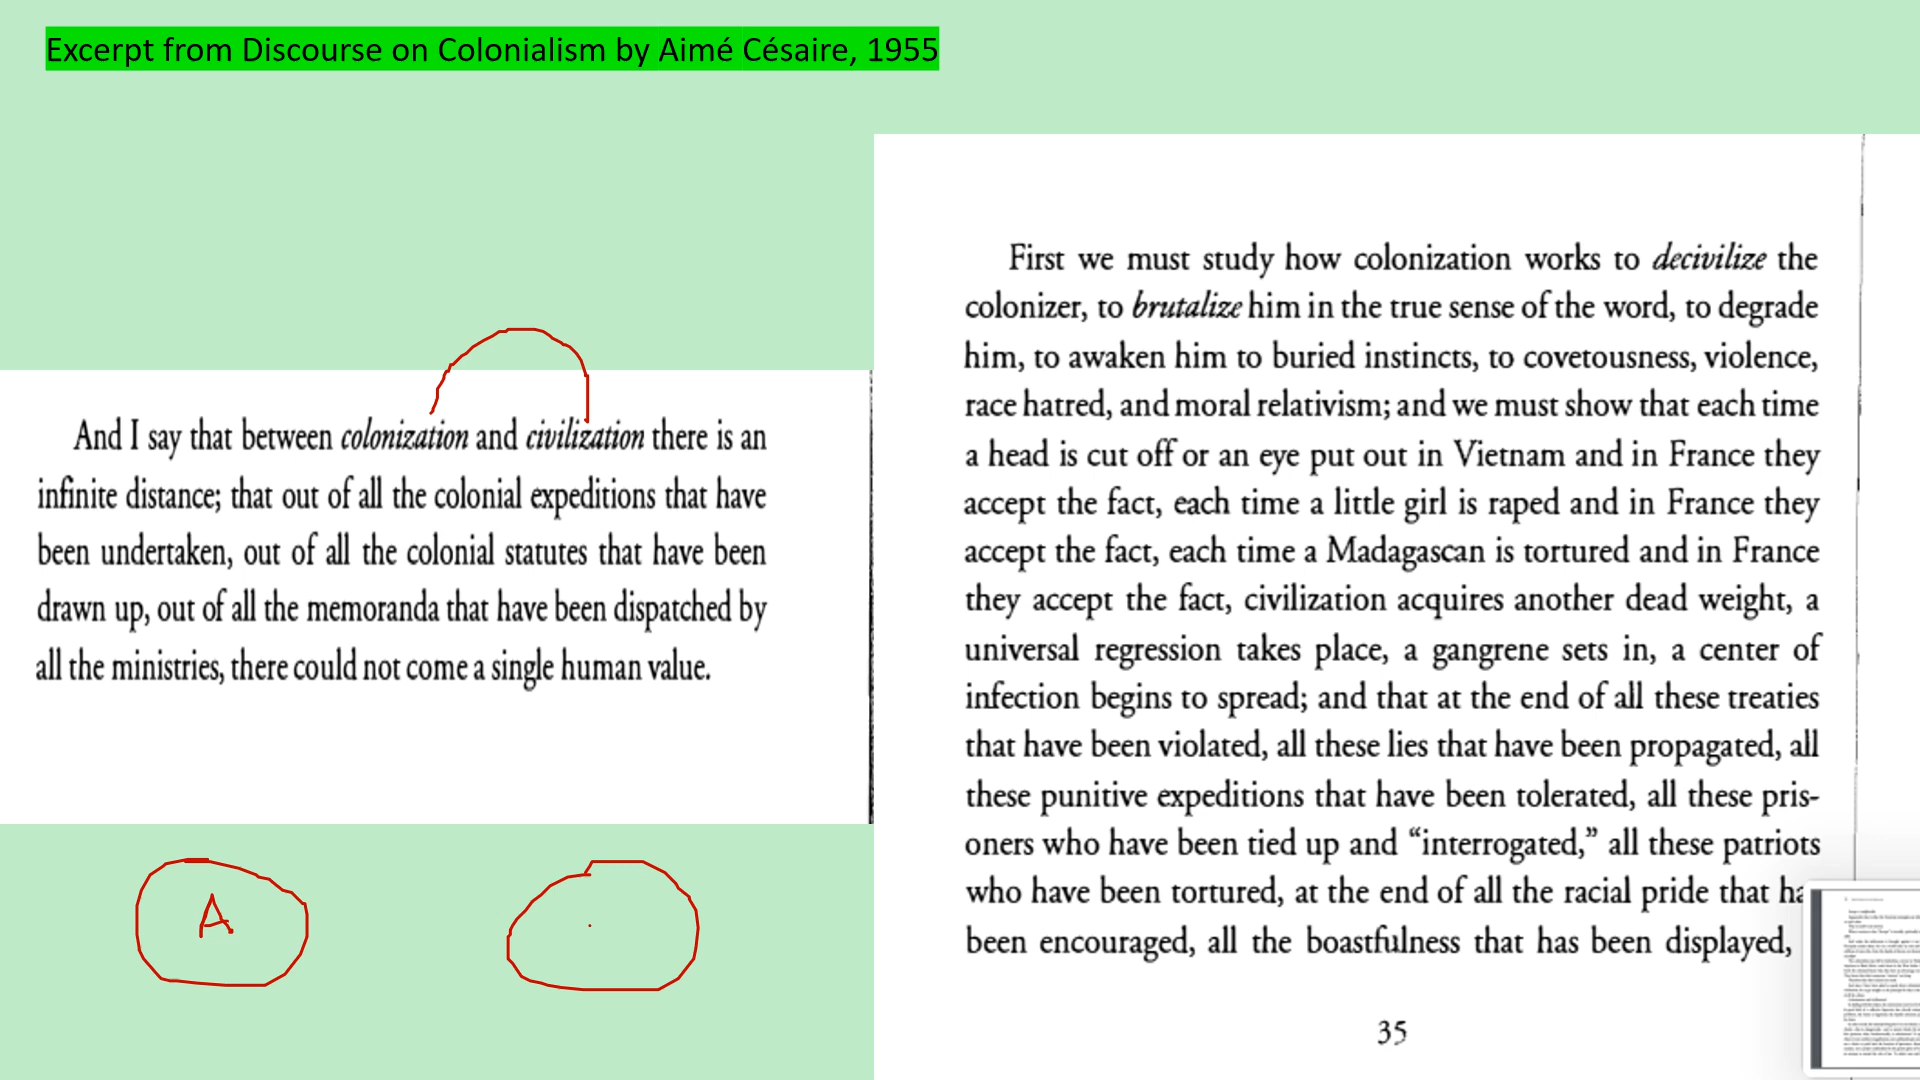 Excerpt from Discourse on Colonialism by Aimé Césaire, 1955
And I say that between colonization and civilization there is an
infinite distance; that out of all the colonial expeditions that have
been undertaken, out of all the colonial statutes that have been
drawn up, out of all the memoranda that have been dispatched by
all the ministries, there could not come a single human value.
A
First we must study how colonization works to decivilize the
colonizer, to brutalize him in the true sense of the word, to degrade
him, to awaken him to buried instincts, to covetousness, violence,
race hatred, and moral relativism; and we must show that each time
a head is cut off or an eye put out in Vietnam and in France they
accept the fact, each time a little girl is raped and in France they
accept the fact, each time a Madagascan is tortured and in France
they accept the fact, civilization acquires another dead weight, a
universal regression takes place, a gangrene sets in, a center of
infection begins to spread; and that at the end of all these treaties
that have been violated, all these lies that have been propagated, all
these punitive expeditions that have been tolerated, all these pris-
oners who have been tied up and “interrogated,” all these patriots
who have been tortured, at the end of all the racial pride that ha
been encouraged, all the boastfulness that has been displayed,
35